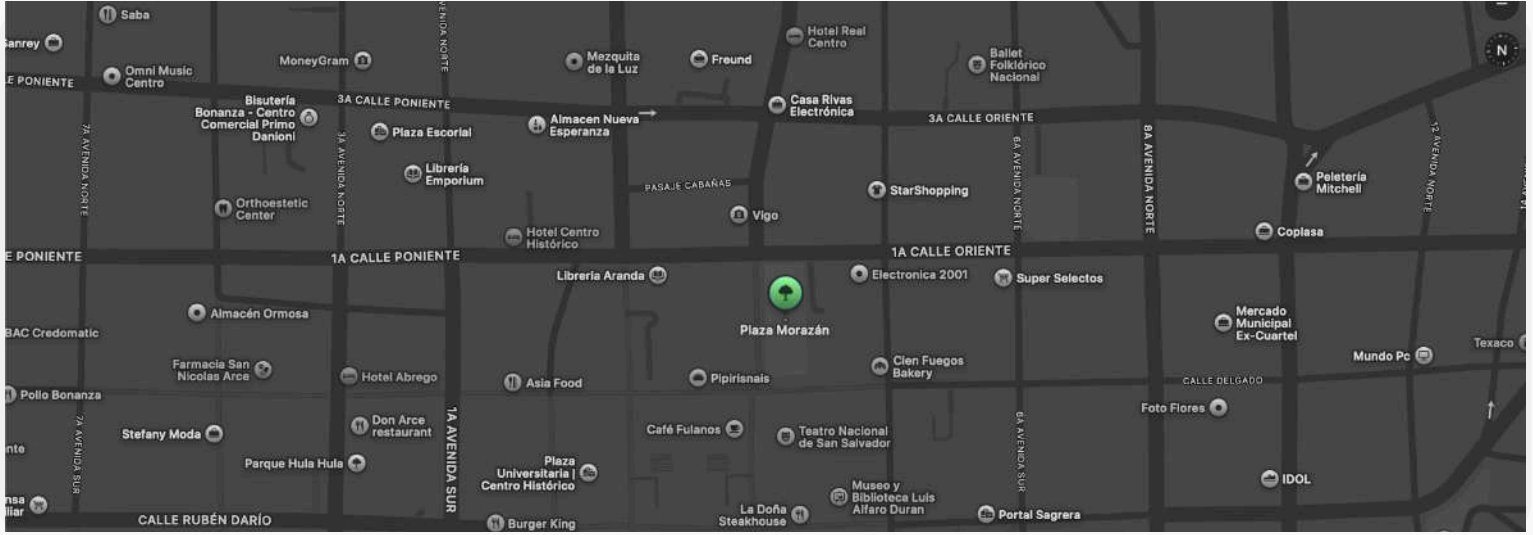 Saba
Hotel Real
Centro
Sanrey
MoneyGram
Mezquita
de la Luz
Freund
Ballet
Folklórico
Nacional
N
Omni Music
Centro
LE PONIENTE
AVENIDA NORTE
Bisutería
Bonanza - Centro
Comercial Primo
Danioni
3A CALLE PONIENTE
Casa Rivas
Electrónica
Plaza Escorial
Almacen Nueva
Esperanza
3A CALLE ORIENTE
7A AVENIDA NORTE
3A AVENIDA NORTE
6A AVENIDA NORTE
8A AVENIDA NORTE
12 AVENIDA NORTE
Librería
Emporium
PASAJE CABAÑAS
StarShopping
Peletería
Mitchell
Orthoestetic
Center
Vigo
Hotel Centro
Histórico
Coplasa
E PONIENTE
1A CALLE PONIENTE
1A CALLE ORIENTE
Librería Aranda
Electronica 2001
Super Selectos
Almacén Ormosa
Plaza Morazán
Mercado
Municipal
Ex-Cuartel
BAC Credomatic
Mundo Pc
Texaco
Farmacia San
Nicolas Arce
Hotel Abrego
Asia Food
Pipirisnais
Cien Fuegos
Bakery
CALLE DELGADO
Pollo Bonanza
Foto Flores
7A AVENIDA SUR
1A AVENIDA SUR
6A AVENIDA SUR
Stefany Moda
Don Arce
restaurant
Café Fulanos
Teatro Nacional
de San Salvador
nte
Parque Hula Hula
Plaza
Universitaria |
Centro Histórico
IDOL
nsa
liar
Museo y
Biblioteca Luis
Alfaro Duran
CALLE RUBÉN DARÍO
Burger King
La Doña
Steakhouse
Portal Sagrera